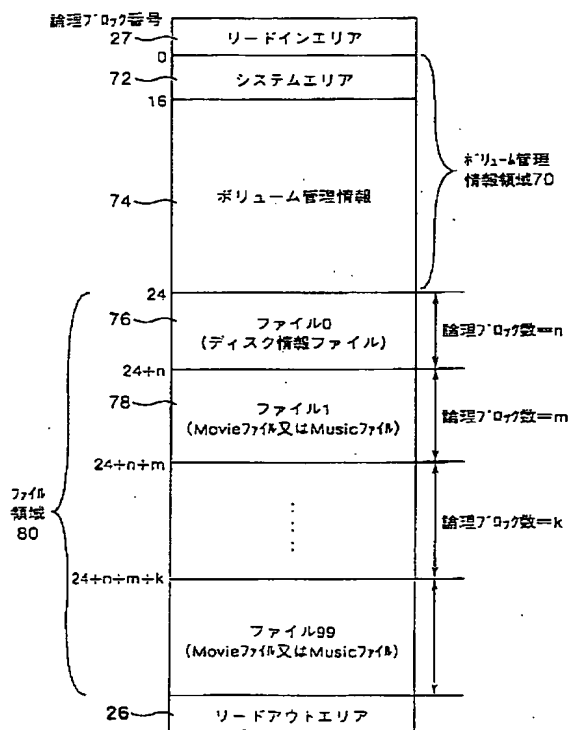 論理ブロック番号
27
リードインエリア
0
72
システムエリア
16
74
ボリューム管理情報
ボリューム管理
情報領域70
24
76
ファイル0
(ディスク情報ファイル)
論理ブロック数=n
24+n
78
ファイル1
(Movieファイル又はMusicファイル)
論理ブロック数=m
24+n+m
ファイル
領域
80
論理ブロック数=k
24+n+m+k
ファイル99
(Movieファイル又はMusicファイル)
26
リードアウトエリア